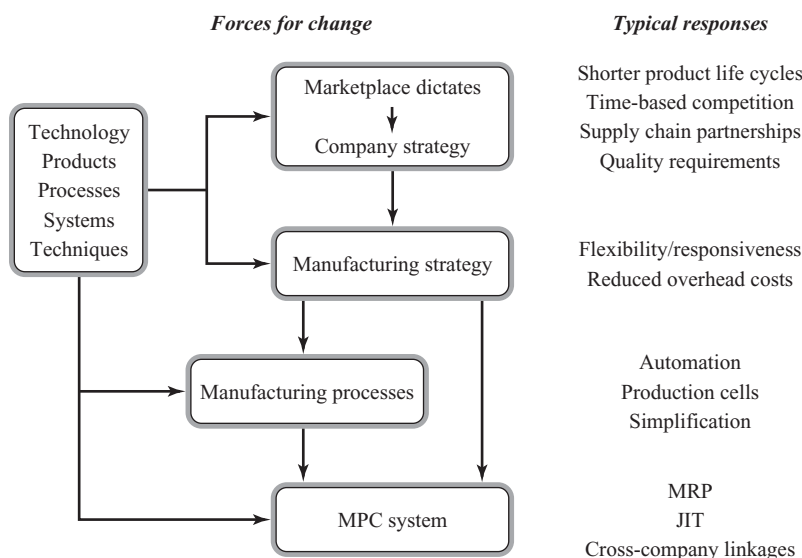 Forces for change
Typical responses
Technology
Products
Processes
Systems
Techniques
Marketplace dictates
Company strategy
Shorter product life cycles
Time-based competition
Supply chain partnerships
Quality requirements
Manufacturing strategy
Flexibility/responsiveness
Reduced overhead costs
Manufacturing processes
Automation
Production cells
Simplification
MPC system
MRP
JIT
Cross-company linkages